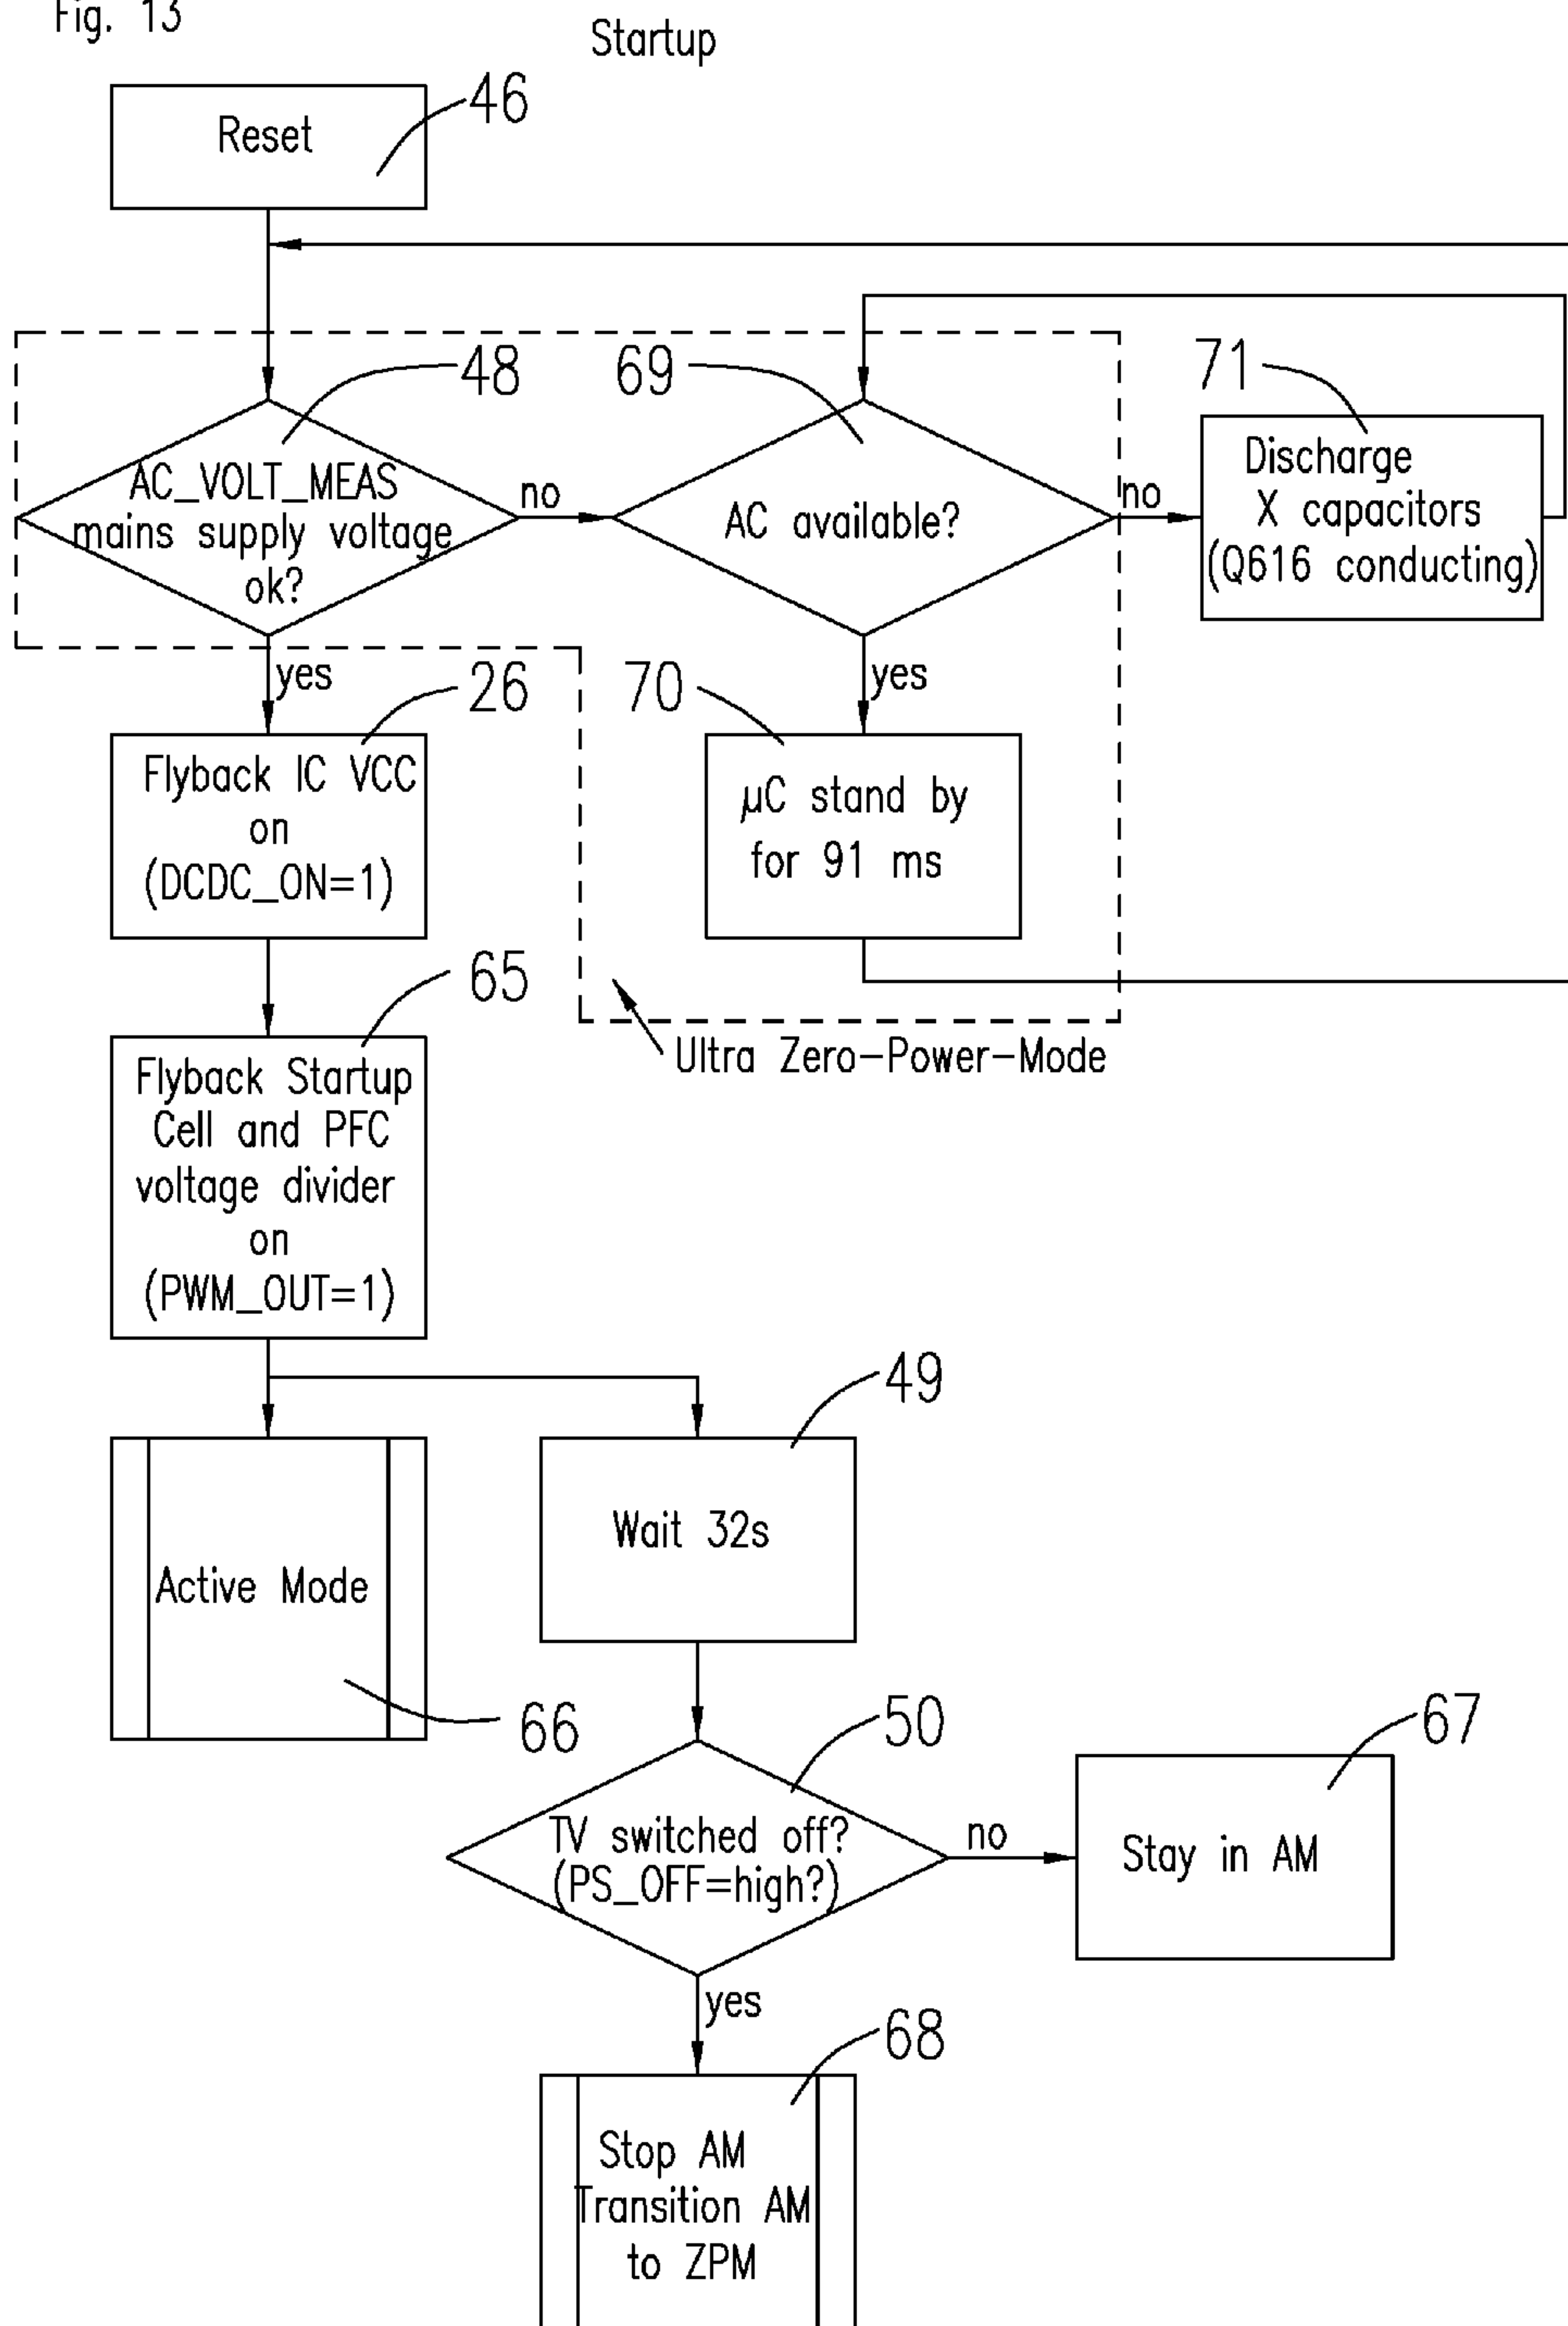 Fig. 13
Startup
Reset
46
48
69
71
AC_VOLT_MEAS
mains supply voltage
ok?
no
AC available?
no
Discharge
X capacitors
(Q616 conducting)
yes
26
70
yes
Flyback IC VCC
on
(DCDC_ON=1)
µC stand by
for 91 ms
65
Ultra Zero-Power-Mode
Flyback Startup
Cell and PFC
voltage divider
on
(PWM_OUT=1)
49
Active Mode
Wait 32s
66
50
67
TV switched off?
(PS_OFF=high?)
no
Stay in AM
yes
68
Stop AM
Transition AM
to ZPM